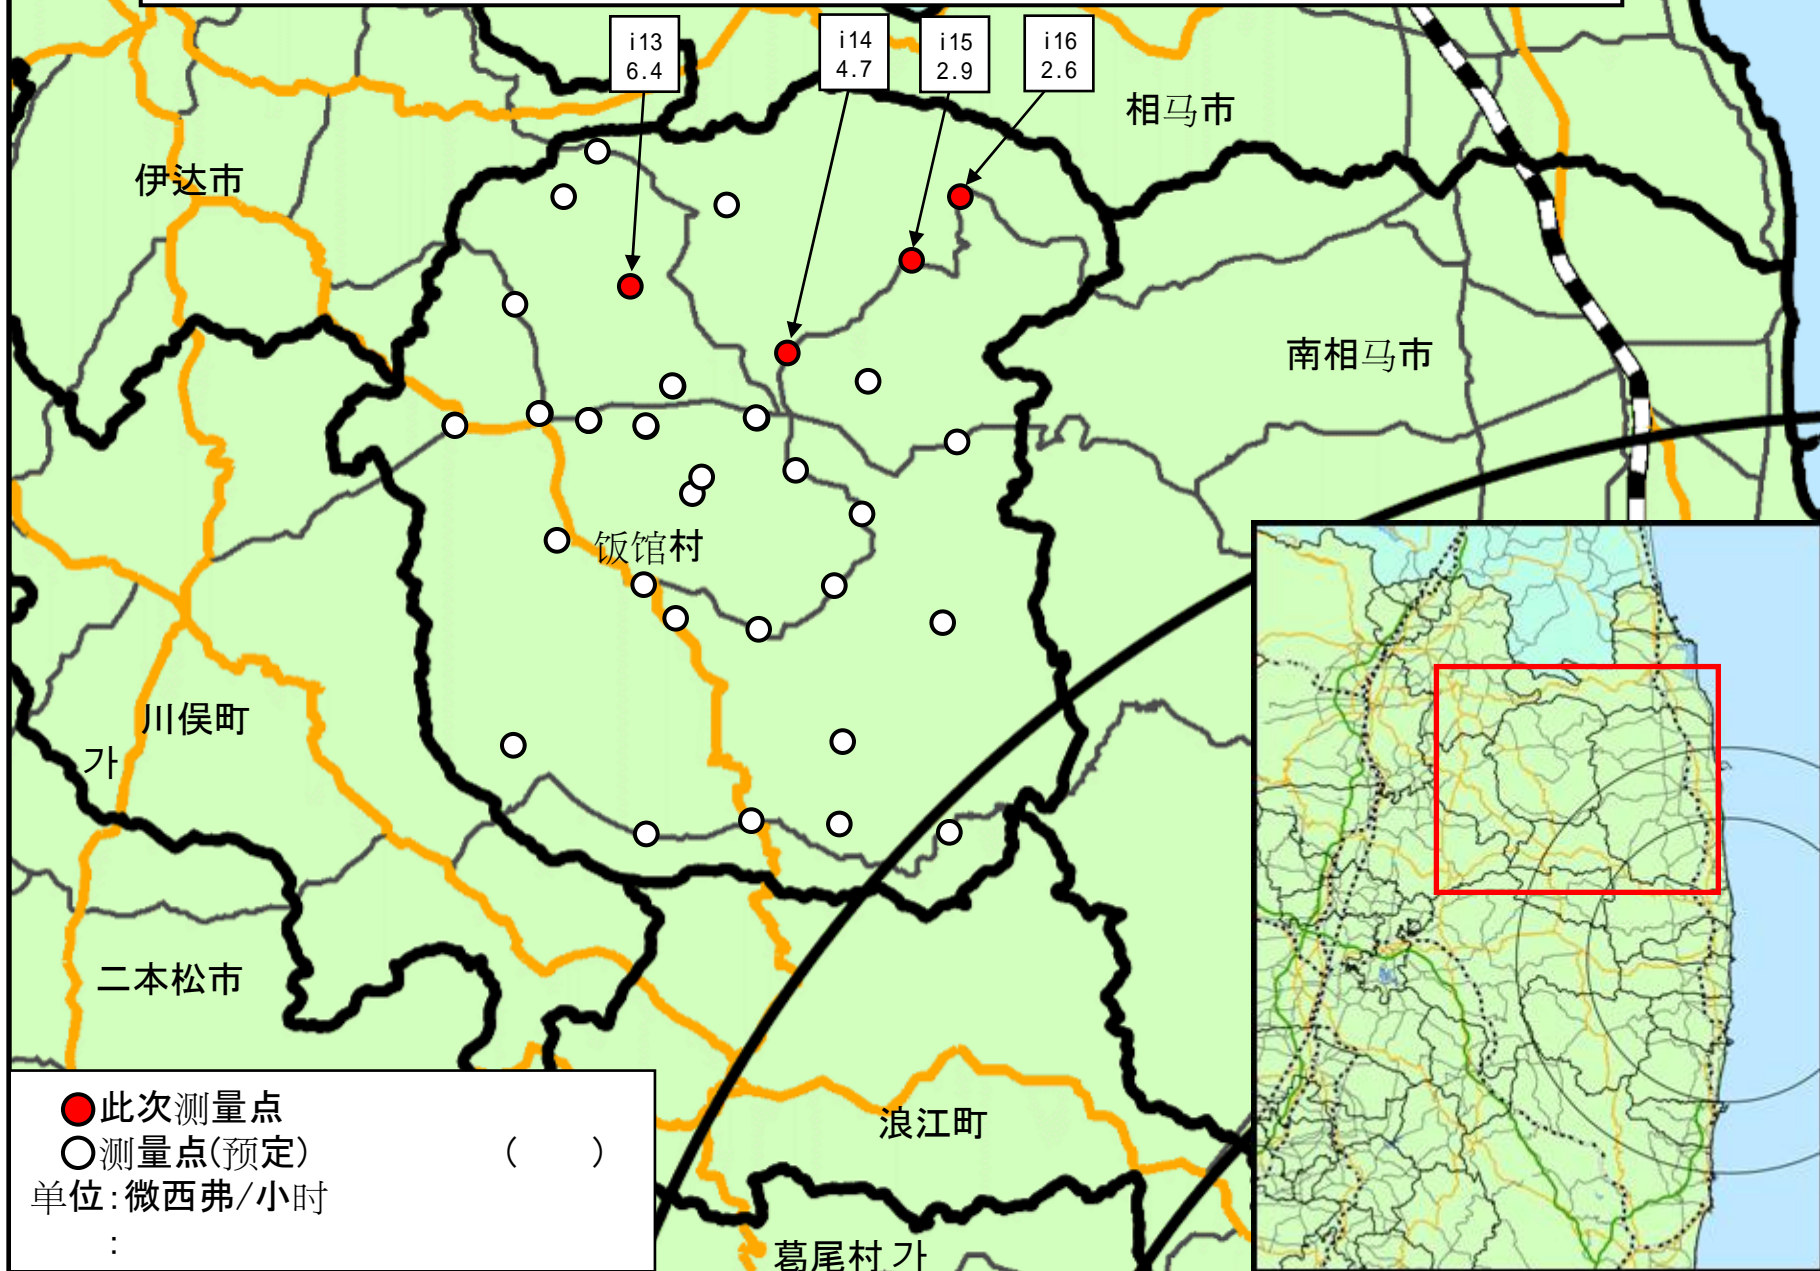 i13
6.4
i14
4.7
i15
2.9
i16
2.6
相马市
伊达市
南相马市
饭馆村
川俣町
가
二本松市
浪江町
葛尾村 가
此次测量点
测量点(预定) ( )
单位:微西弗/小时
: